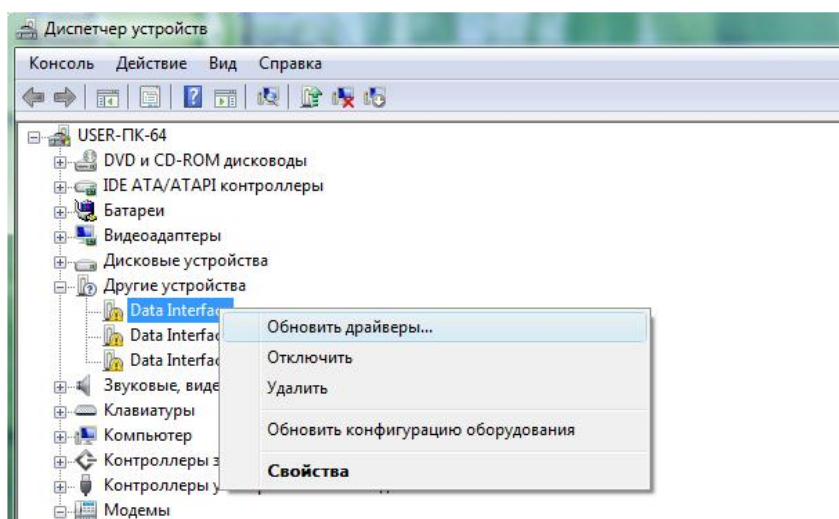 Диспетчер устройств
Консоль Действие Вид Справка
USER-ПК-64
DVD и CD-ROM дисководы
IDE ATA/ATAPI контроллеры
Батареи
Видеоадаптеры
Дисковые устройства
Другие устройства
Data Interfac
Обновить драйверы...
Data Interfac
Отключить
Data Interfac
Звуковые, виде
Удалить
Клавиатуры
Компьютер
Обновить конфигурацию оборудования
Контроллеры з
Свойства
Контроллеры у
Модемы